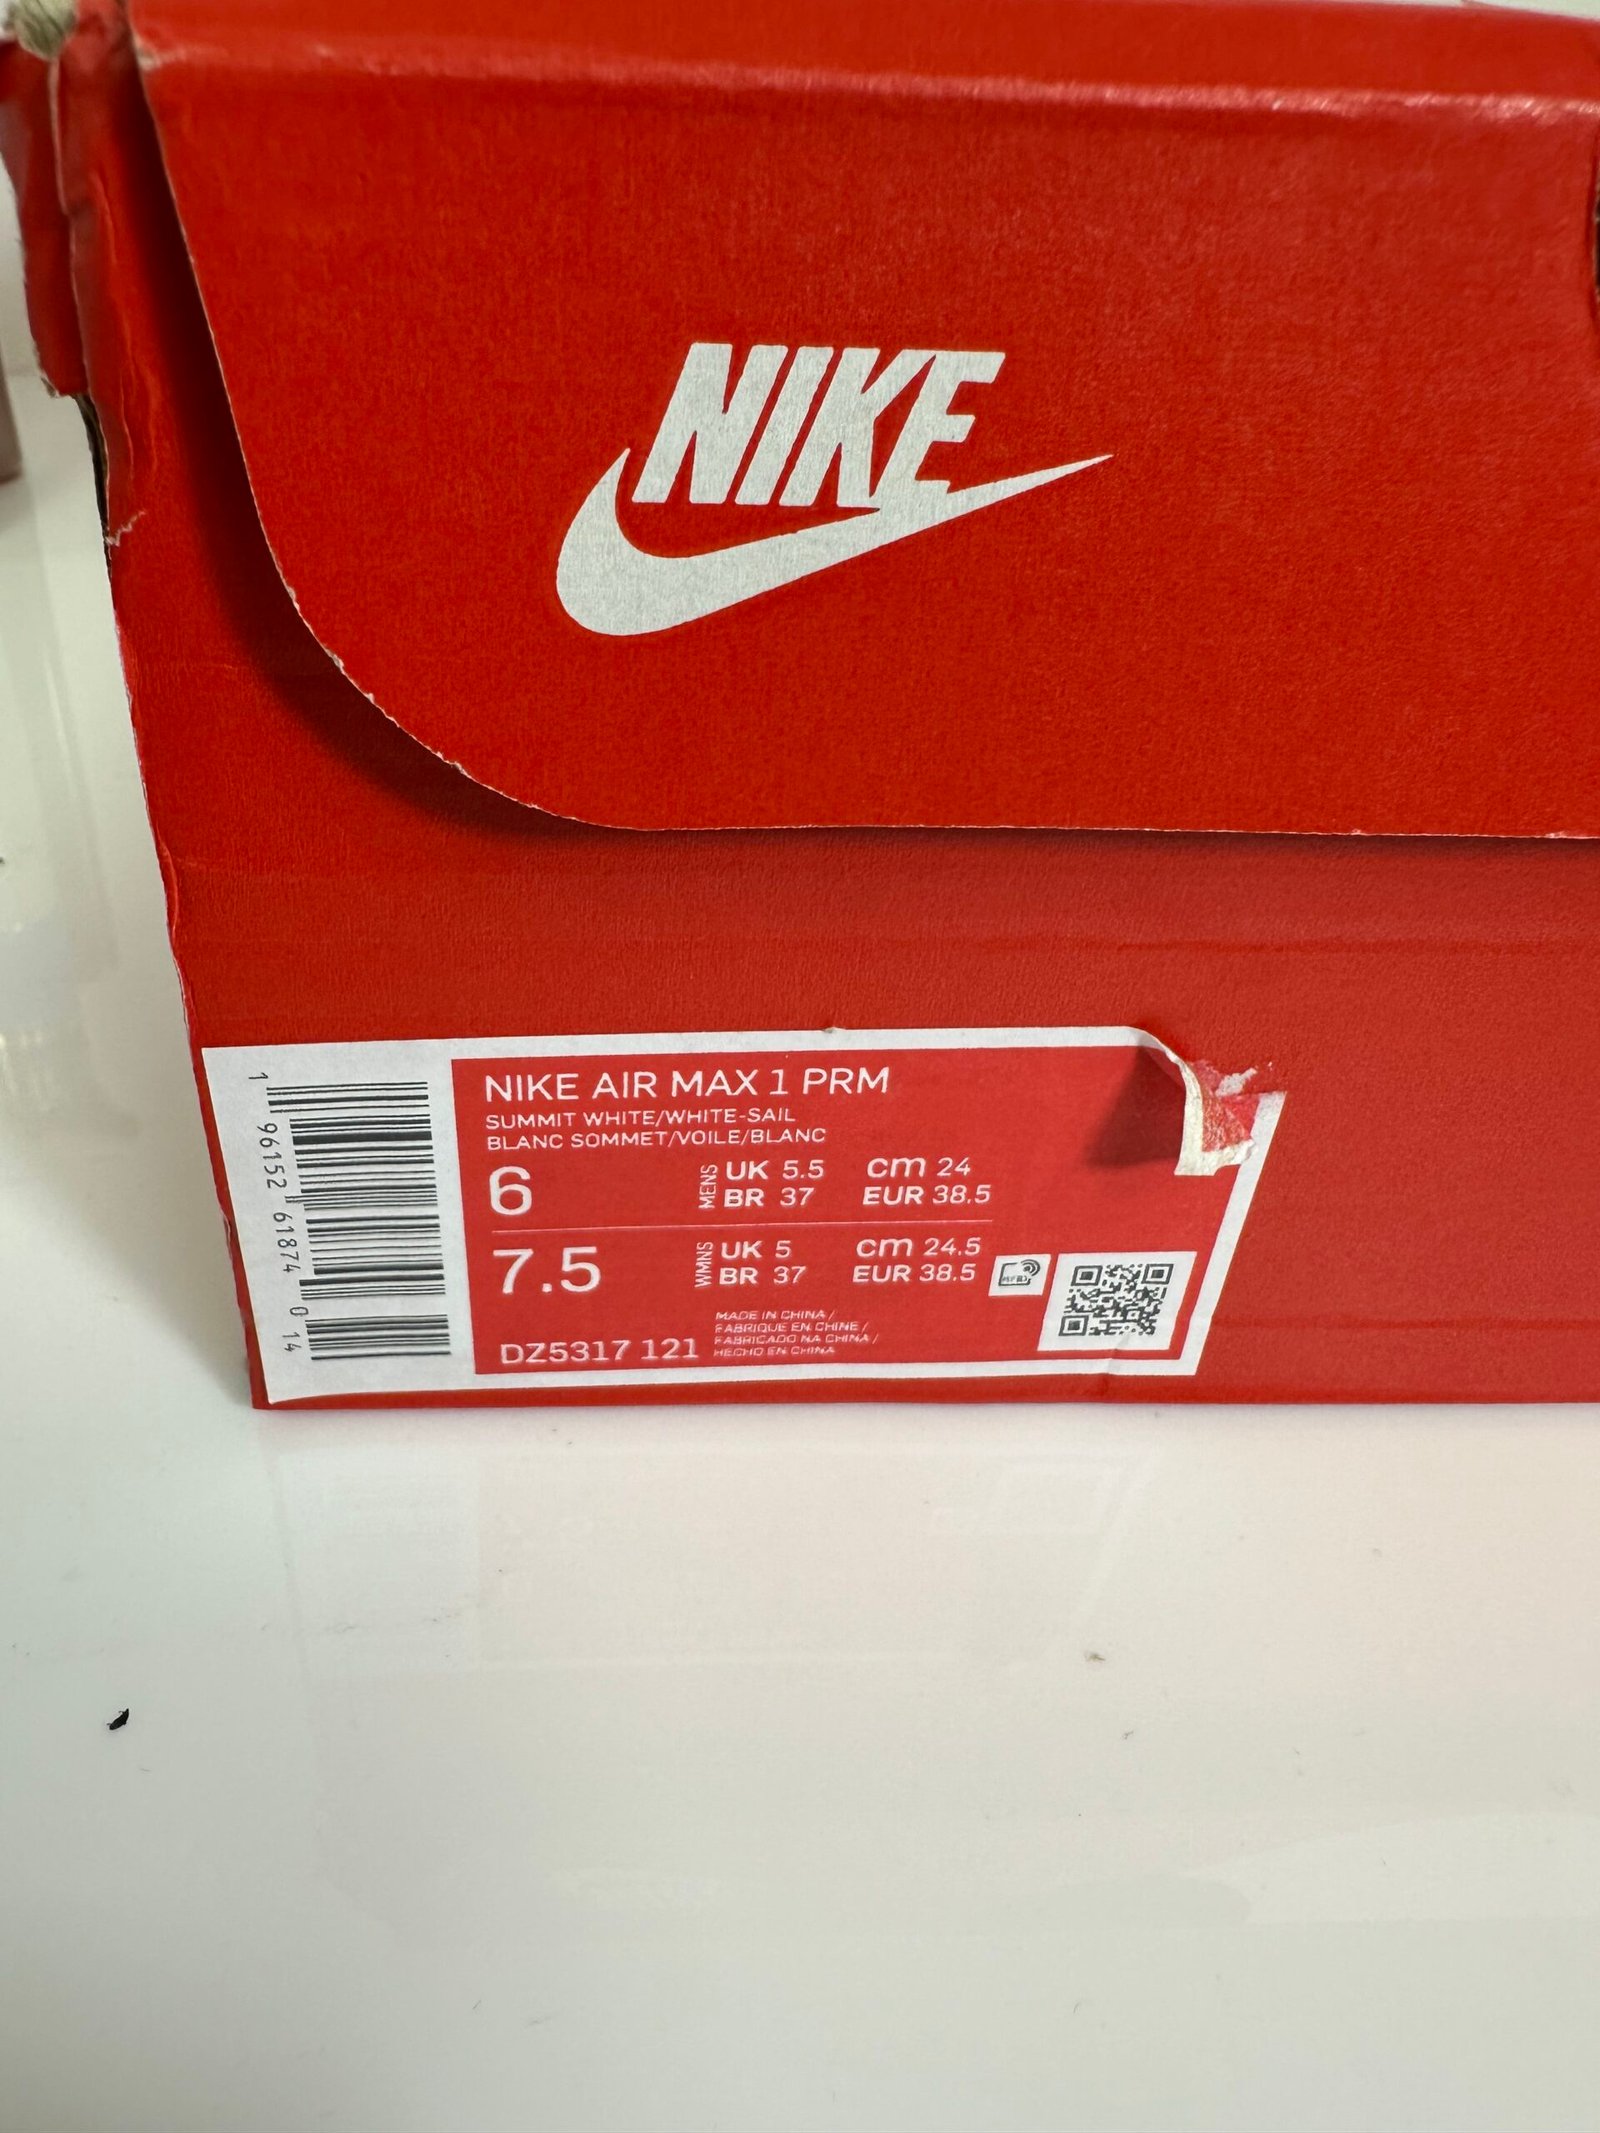 NIKE
NIKE AIR MAX 1 PRM
SUMMIT WHITE/WHITE-SAIL
BLANC SOMMET/VOILE/BLANC
6 MENS UK 5.5 CM 24
BR 37 EUR 38.5
7.5 WMNS UK 5 CM 24.5
BR 37 EUR 38.5
DZ5317 121
MADE IN CHINA /
FABRIQUE EN CHINE /
FABRICADO NA CHINA /
HECHO EN CHINA
1 96152 61874 0 14